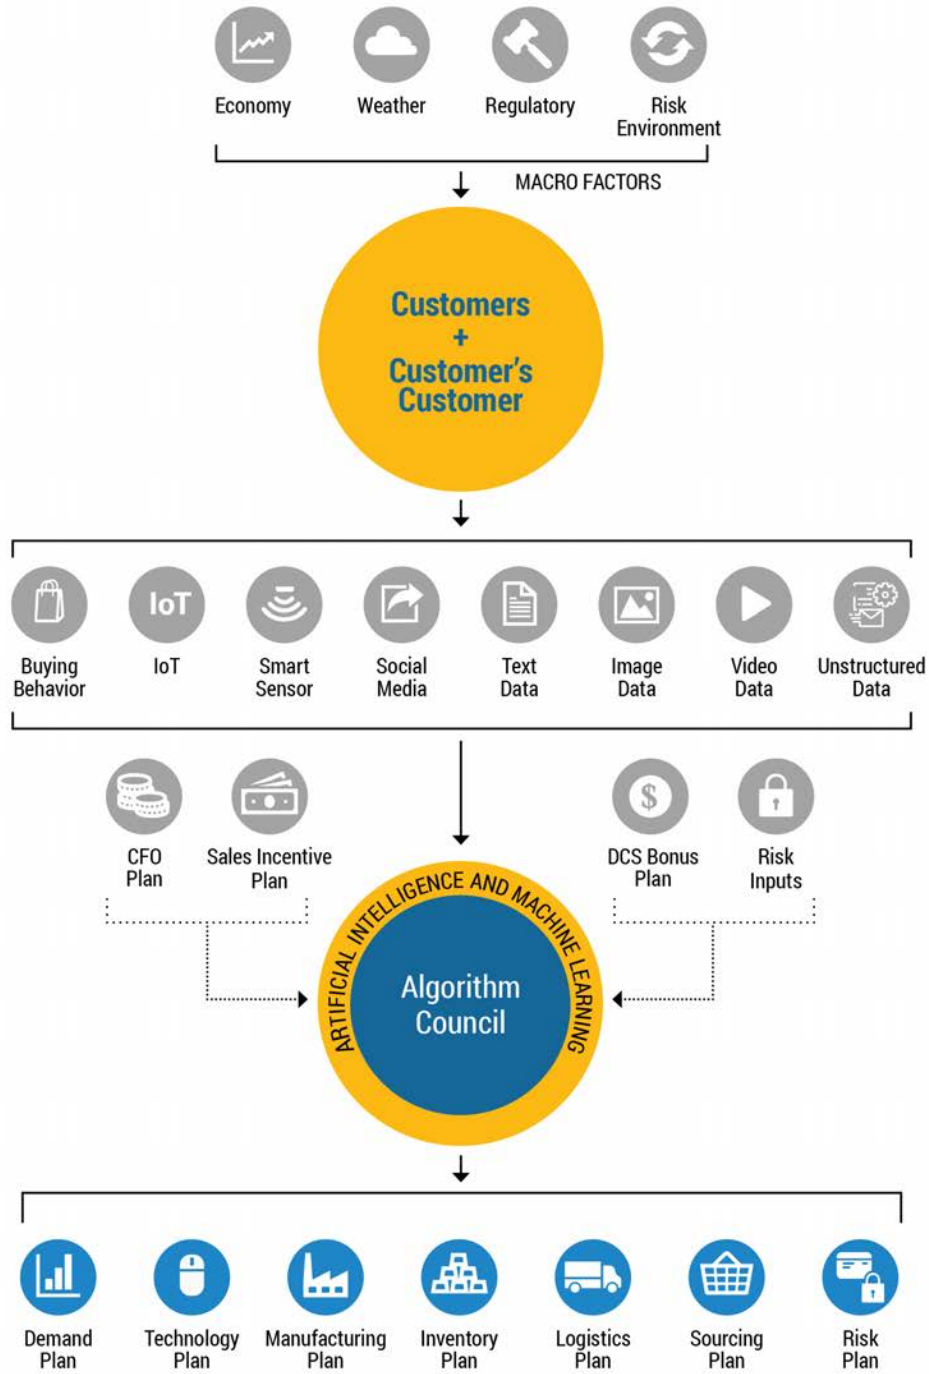 Economy
Weather
Regulatory
Risk
Environment
MACRO FACTORS
Customers
+
Customer's
Customer
Buying
Behavior
IoT
IoT
Smart
Sensor
Social
Media
Text
Data
Image
Data
Video
Data
Unstructured
Data
CFO
Plan
Sales Incentive
Plan
$
DCS Bonus
Plan
Risk
Inputs
ARTIFICIAL INTELLIGENCE AND MACHINE LEARNING
Algorithm
Council
Demand
Plan
Technology
Plan
Manufacturing
Plan
Inventory
Plan
Logistics
Plan
Sourcing
Plan
Risk
Plan